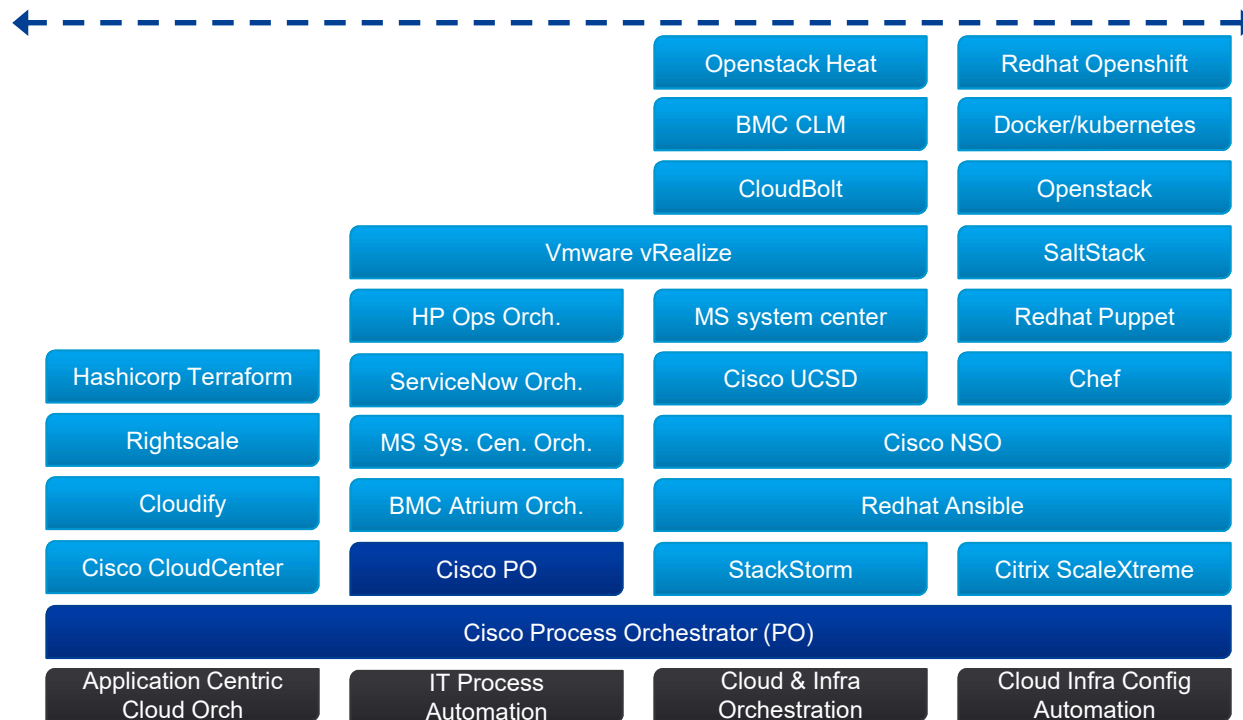 Openstack Heat
Redhat Openshift
BMC CLM
Docker/kubernetes
CloudBolt
Openstack
Vmware vRealize
SaltStack
HP Ops Orch.
MS system center
Redhat Puppet
Hashicorp Terraform
ServiceNow Orch.
Cisco UCSD
Chef
Rightscale
MS Sys. Cen. Orch.
Cisco NSO
Cloudify
BMC Atrium Orch.
Redhat Ansible
Cisco CloudCenter
Cisco PO
StackStorm
Citrix ScaleXtreme
Cisco Process Orchestrator (PO)
Application Centric
Cloud Orch
IT Process
Automation
Cloud & Infra
Orchestration
Cloud Infra Config
Automation